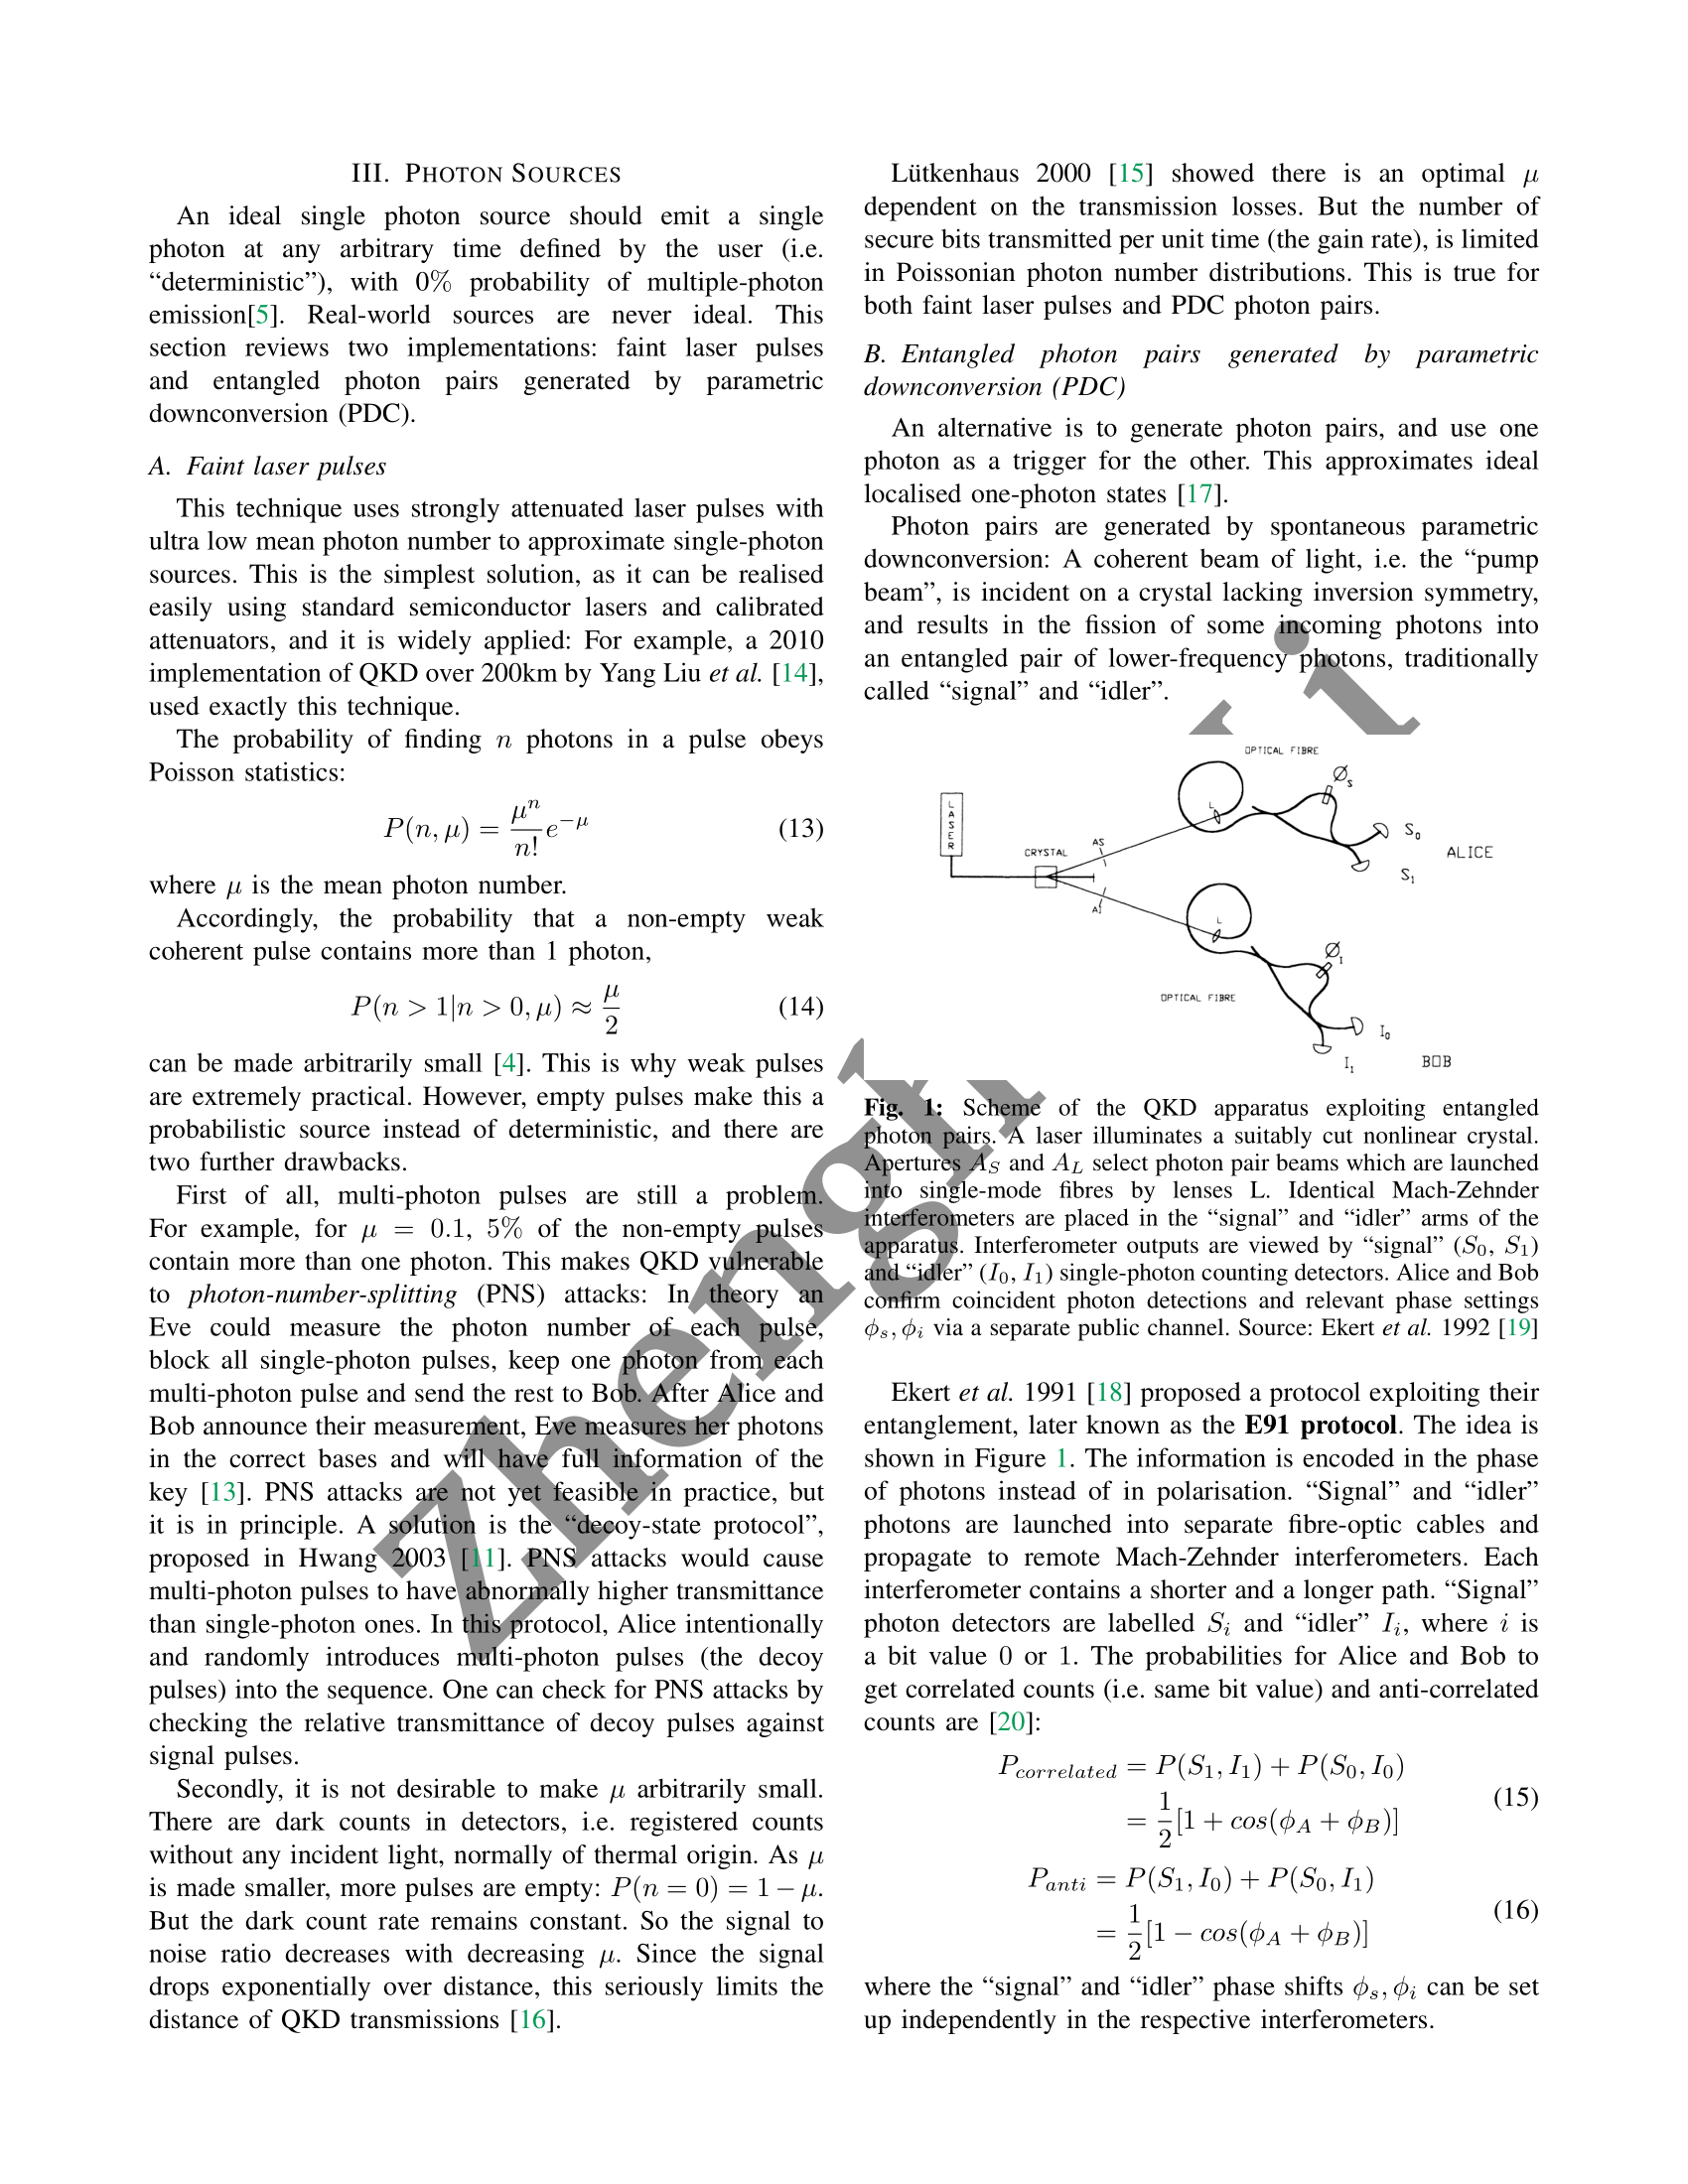 III. PHOTON SOURCES
An ideal single photon source should emit a single
photon at any arbitrary time defined by the user (i.e.
“deterministic”), with 0% probability of multiple-photon
emission[5]. Real-world sources are never ideal. This
section reviews two implementations: faint laser pulses
and entangled photon pairs generated by parametric
downconversion (PDC).
A. Faint laser pulses
This technique uses strongly attenuated laser pulses with
ultra low mean photon number to approximate single-photon
sources. This is the simplest solution, as it can be realised
easily using standard semiconductor lasers and calibrated
attenuators, and it is widely applied: For example, a 2010
implementation of QKD over 200km by Yang Liu et al. [14],
used exactly this technique.
The probability of finding n photons in a pulse obeys
Poisson statistics:
P(n, μ) = μ^n/n! e^{−μ} (13)
where μ is the mean photon number.
Accordingly, the probability that a non-empty weak
coherent pulse contains more than 1 photon,
P(n > 1|n > 0, μ) ≈ μ/2 (14)
can be made arbitrarily small [4]. This is why weak pulses
are extremely practical. However, empty pulses make this a
probabilistic source instead of deterministic, and there are
two further drawbacks.
First of all, multi-photon pulses are still a problem.
For example, for μ = 0.1, 5% of the non-empty pulses
contain more than one photon. This makes QKD vulnerable
to photon-number-splitting (PNS) attacks: In theory an
Eve could measure the photon number of each pulse,
block all single-photon pulses, keep one photon from each
multi-photon pulse and send the rest to Bob. After Alice and
Bob announce their measurement, Eve measures her photons
in the correct bases and will have full information of the
key [13]. PNS attacks are not yet feasible in practice, but
it is in principle. A solution is the “decoy-state protocol”,
proposed in Hwang 2003 [11]. PNS attacks would cause
multi-photon pulses to have abnormally higher transmittance
than single-photon ones. In this protocol, Alice intentionally
and randomly introduces multi-photon pulses (the decoy
pulses) into the sequence. One can check for PNS attacks by
checking the relative transmittance of decoy pulses against
signal pulses.
Secondly, it is not desirable to make μ arbitrarily small.
There are dark counts in detectors, i.e. registered counts
without any incident light, normally of thermal origin. As μ
is made smaller, more pulses are empty: P(n = 0) = 1 − μ.
But the dark count rate remains constant. So the signal to
noise ratio decreases with decreasing μ. Since the signal
drops exponentially over distance, this seriously limits the
distance of QKD transmissions [16].
Lütkenhaus 2000 [15] showed there is an optimal μ
dependent on the transmission losses. But the number of
secure bits transmitted per unit time (the gain rate), is limited
in Poissonian photon number distributions. This is true for
both faint laser pulses and PDC photon pairs.
B. Entangled photon pairs generated by parametric
downconversion (PDC)
An alternative is to generate photon pairs, and use one
photon as a trigger for the other. This approximates ideal
localised one-photon states [17].
Photon pairs are generated by spontaneous parametric
downconversion: A coherent beam of light, i.e. the “pump
beam”, is incident on a crystal lacking inversion symmetry,
and results in the fission of some incoming photons into
an entangled pair of lower-frequency photons, traditionally
called “signal” and “idler”.
OPTICAL FIBRE
Ø_S
LASER
L
S_0
AS
CRYSTAL
ALICE
S_1
AI
L
Ø_I
OPTICAL FIBRE
I_0
I_1
BOB
Fig. 1: Scheme of the QKD apparatus exploiting entangled
photon pairs. A laser illuminates a suitably cut nonlinear crystal.
Apertures A_S and A_L select photon pair beams which are launched
into single-mode fibres by lenses L. Identical Mach-Zehnder
interferometers are placed in the “signal” and “idler” arms of the
apparatus. Interferometer outputs are viewed by “signal” (S_0, S_1)
and “idler” (I_0, I_1) single-photon counting detectors. Alice and Bob
confirm coincident photon detections and relevant phase settings
ϕ_s, ϕ_i via a separate public channel. Source: Ekert et al. 1992 [19]
Ekert et al. 1991 [18] proposed a protocol exploiting their
entanglement, later known as the E91 protocol. The idea is
shown in Figure 1. The information is encoded in the phase
of photons instead of in polarisation. “Signal” and “idler”
photons are launched into separate fibre-optic cables and
propagate to remote Mach-Zehnder interferometers. Each
interferometer contains a shorter and a longer path. “Signal”
photon detectors are labelled S_i and “idler” I_i, where i is
a bit value 0 or 1. The probabilities for Alice and Bob to
get correlated counts (i.e. same bit value) and anti-correlated
counts are [20]:
P_correlated = P(S_1, I_1) + P(S_0, I_0)
= 1/2[1 + cos(ϕ_A + ϕ_B)] (15)
P_anti = P(S_1, I_0) + P(S_0, I_1)
= 1/2[1 − cos(ϕ_A + ϕ_B)] (16)
where the “signal” and “idler” phase shifts ϕ_s, ϕ_i can be set
up independently in the respective interferometers.